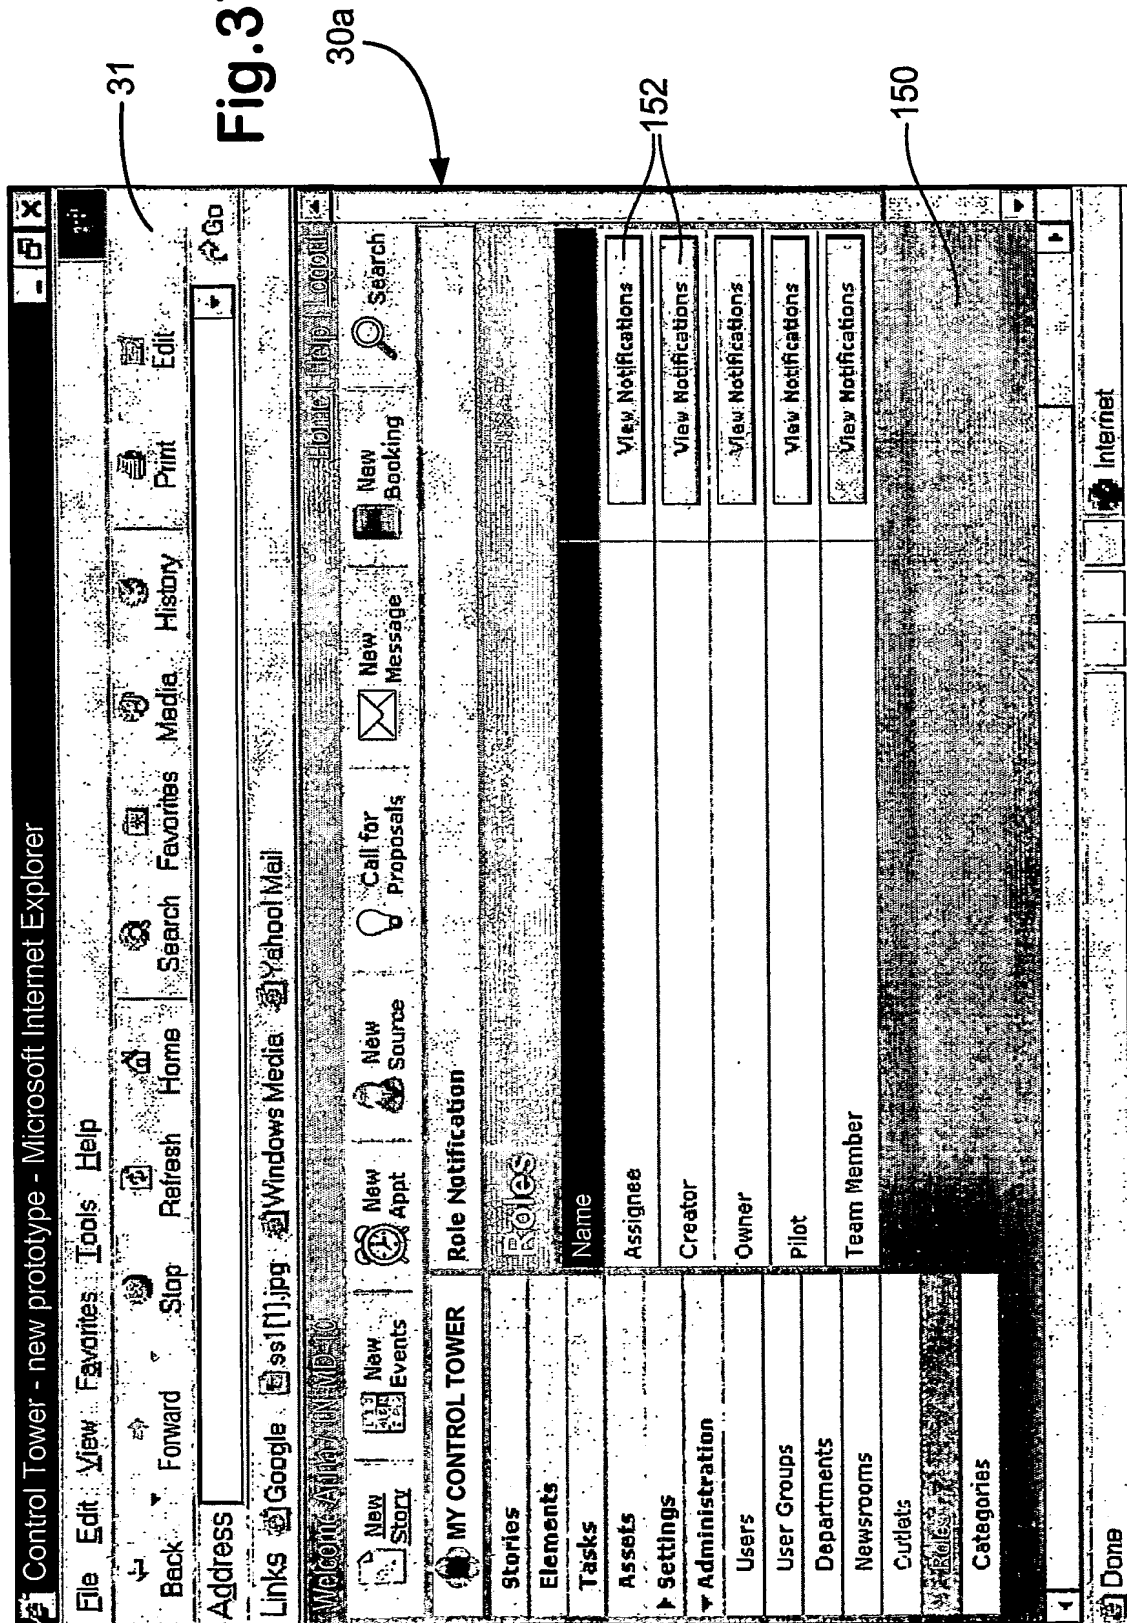 Control Tower - new prototype - Microsoft Internet Explorer
File Edit View Favorites Tools Help
Back Forward Stop Refresh Home Search Favorites Media History Print Edit
31
Address Go
Links Google ss1[1].jpg Windows Media Yahoo! Mail
Fig.3
Welcome Home | Help | Logout
30a
New Story
New Events
New Appt
New Source
Call for Proposals
New Message
New Booking
Search
MY CONTROL TOWER
Role Notification
Stories
Elements
Tasks
Assets
Settings
Administration
Users
User Groups
Departments
Newsrooms
Outlets
Roles
Categories
Roles
Name
Assignee View Notifications
Creator View Notifications
Owner View Notifications
Pilot View Notifications
Team Member View Notifications
152
150
Done Internet